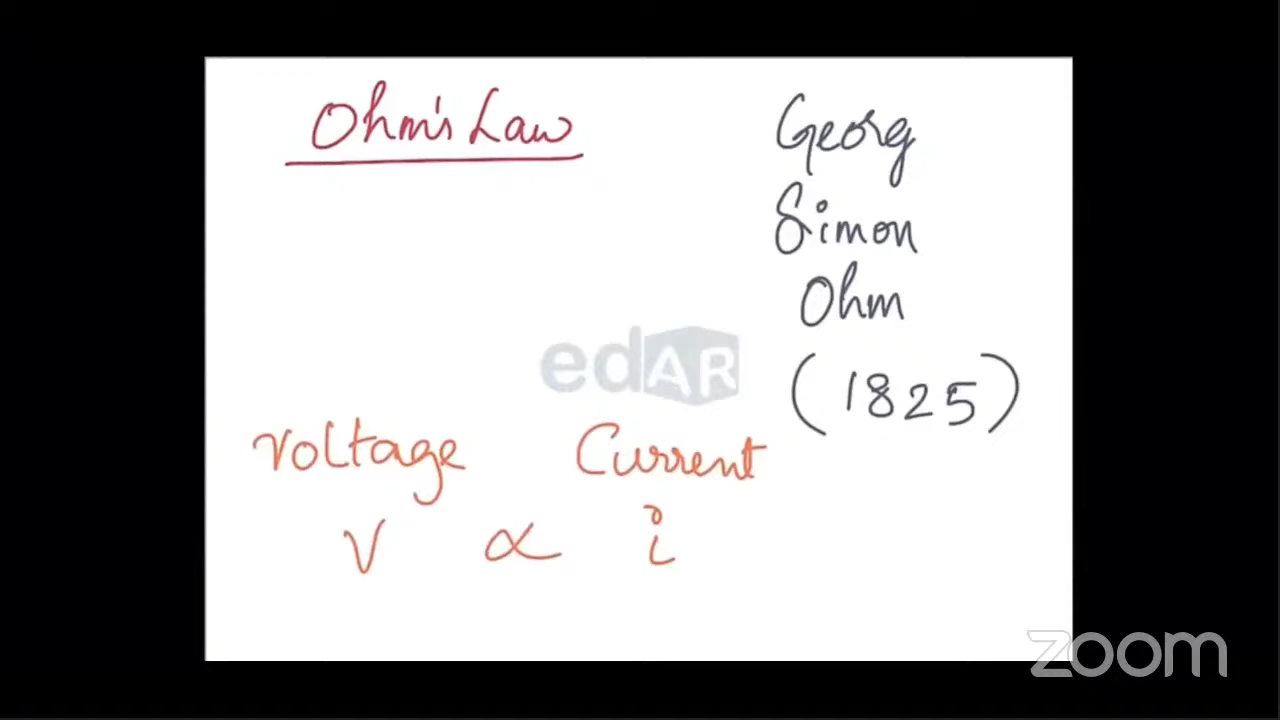 Ohm's Law
Georg
Simon
Ohm
(1825)
edAR
Voltage Current
V ∝ i
zoom